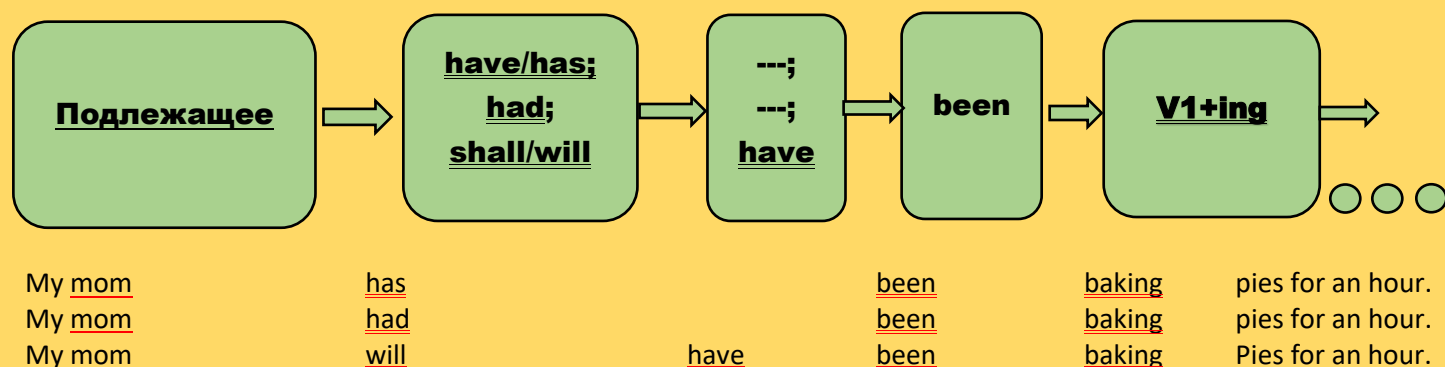 Подлежащее
have/has;
had;
shall/will
---;
---;
have
been
V1+ing
My mom has been baking pies for an hour.
My mom had been baking pies for an hour.
My mom will have been baking Pies for an hour.